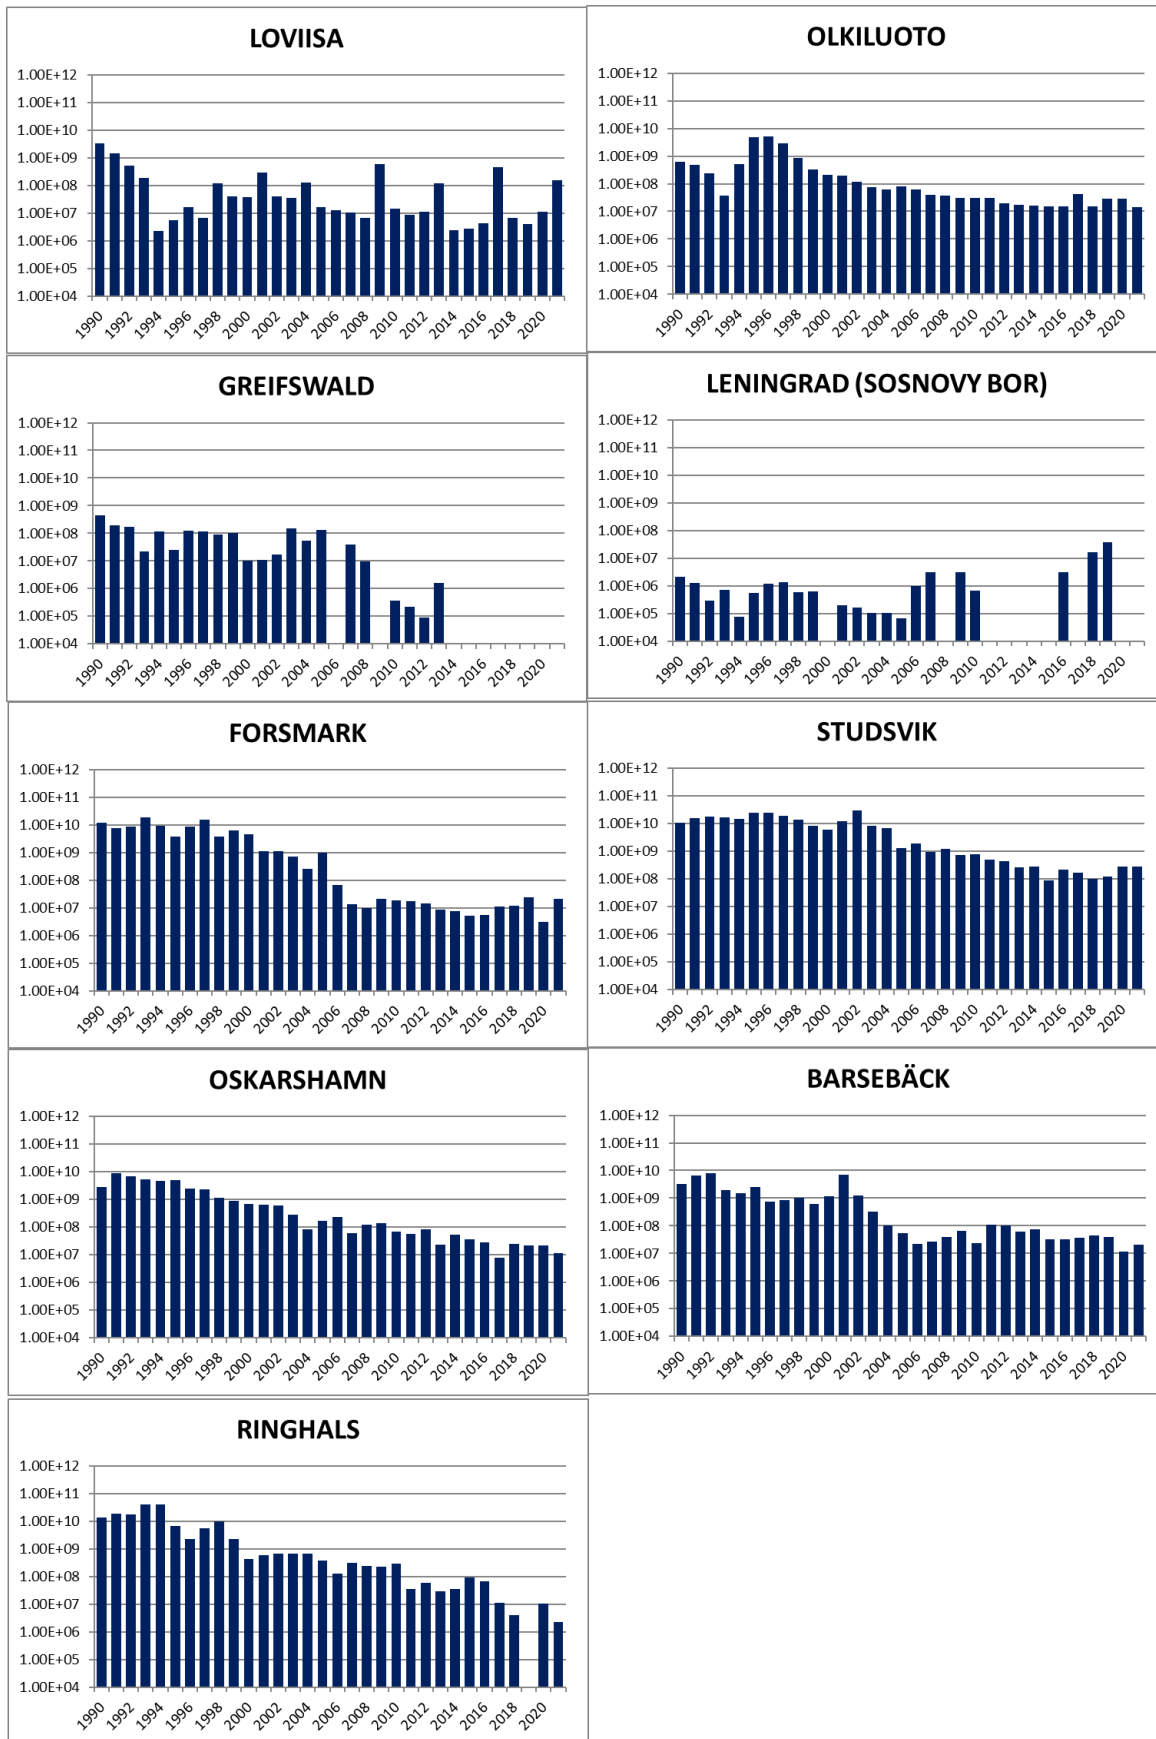 LOVIISA
1.00E+12
1.00E+11
1.00E+10
1.00E+09
1.00E+08
1.00E+07
1.00E+06
1.00E+05
1.00E+04
1990 1992 1994 1996 1998 2000 2002 2004 2006 2008 2010 2012 2014 2016 2018 2020
OLKILUOTO
1.00E+12
1.00E+11
1.00E+10
1.00E+09
1.00E+08
1.00E+07
1.00E+06
1.00E+05
1.00E+04
1990 1992 1994 1996 1998 2000 2002 2004 2006 2008 2010 2012 2014 2016 2018 2020
GREIFSWALD
1.00E+12
1.00E+11
1.00E+10
1.00E+09
1.00E+08
1.00E+07
1.00E+06
1.00E+05
1.00E+04
1990 1992 1994 1996 1998 2000 2002 2004 2006 2008 2010 2012 2014 2016 2018 2020
LENINGRAD (SOSNOVY BOR)
1.00E+12
1.00E+11
1.00E+10
1.00E+09
1.00E+08
1.00E+07
1.00E+06
1.00E+05
1.00E+04
1990 1992 1994 1996 1998 2000 2002 2004 2006 2008 2010 2012 2014 2016 2018 2020
FORSMARK
1.00E+12
1.00E+11
1.00E+10
1.00E+09
1.00E+08
1.00E+07
1.00E+06
1.00E+05
1.00E+04
1990 1992 1994 1996 1998 2000 2002 2004 2006 2008 2010 2012 2014 2016 2018 2020
STUDSVIK
1.00E+12
1.00E+11
1.00E+10
1.00E+09
1.00E+08
1.00E+07
1.00E+06
1.00E+05
1.00E+04
1990 1992 1994 1996 1998 2000 2002 2004 2006 2008 2010 2012 2014 2016 2018 2020
OSKARSHAMN
1.00E+12
1.00E+11
1.00E+10
1.00E+09
1.00E+08
1.00E+07
1.00E+06
1.00E+05
1.00E+04
1990 1992 1994 1996 1998 2000 2002 2004 2006 2008 2010 2012 2014 2016 2018 2020
BARSEBÄCK
1.00E+12
1.00E+11
1.00E+10
1.00E+09
1.00E+08
1.00E+07
1.00E+06
1.00E+05
1.00E+04
1990 1992 1994 1996 1998 2000 2002 2004 2006 2008 2010 2012 2014 2016 2018 2020
RINGHALS
1.00E+12
1.00E+11
1.00E+10
1.00E+09
1.00E+08
1.00E+07
1.00E+06
1.00E+05
1.00E+04
1990 1992 1994 1996 1998 2000 2002 2004 2006 2008 2010 2012 2014 2016 2018 2020